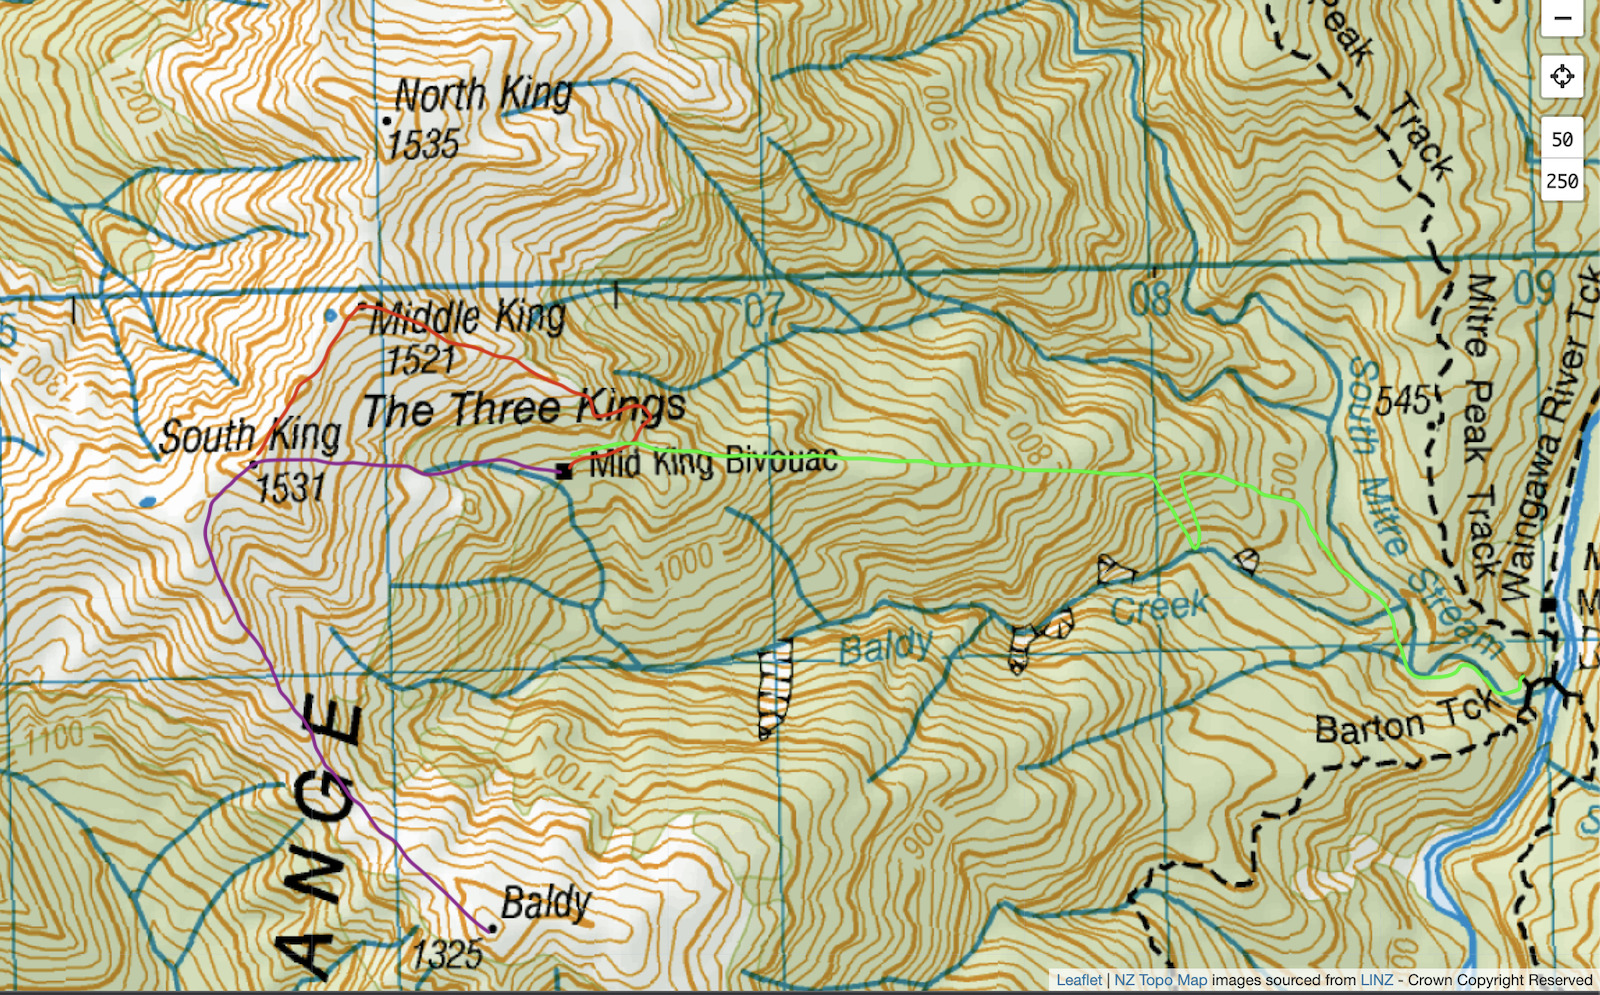 Peak
Track
1200
North King
1535
900
50
250
07
08
09
5
Middle King
1521
The Three Kings
South King
1531
Mid King Bivouac
1300
800
700
1000
South Mitre Stream
545
Mitre Peak Track
Waingawa River Tck
Baldy Creek
Barton Tck
1100
1100
900
ANGE
Baldy
1325
S
Leaflet | NZ Topo Map images sourced from LINZ - Crown Copyright Reserved